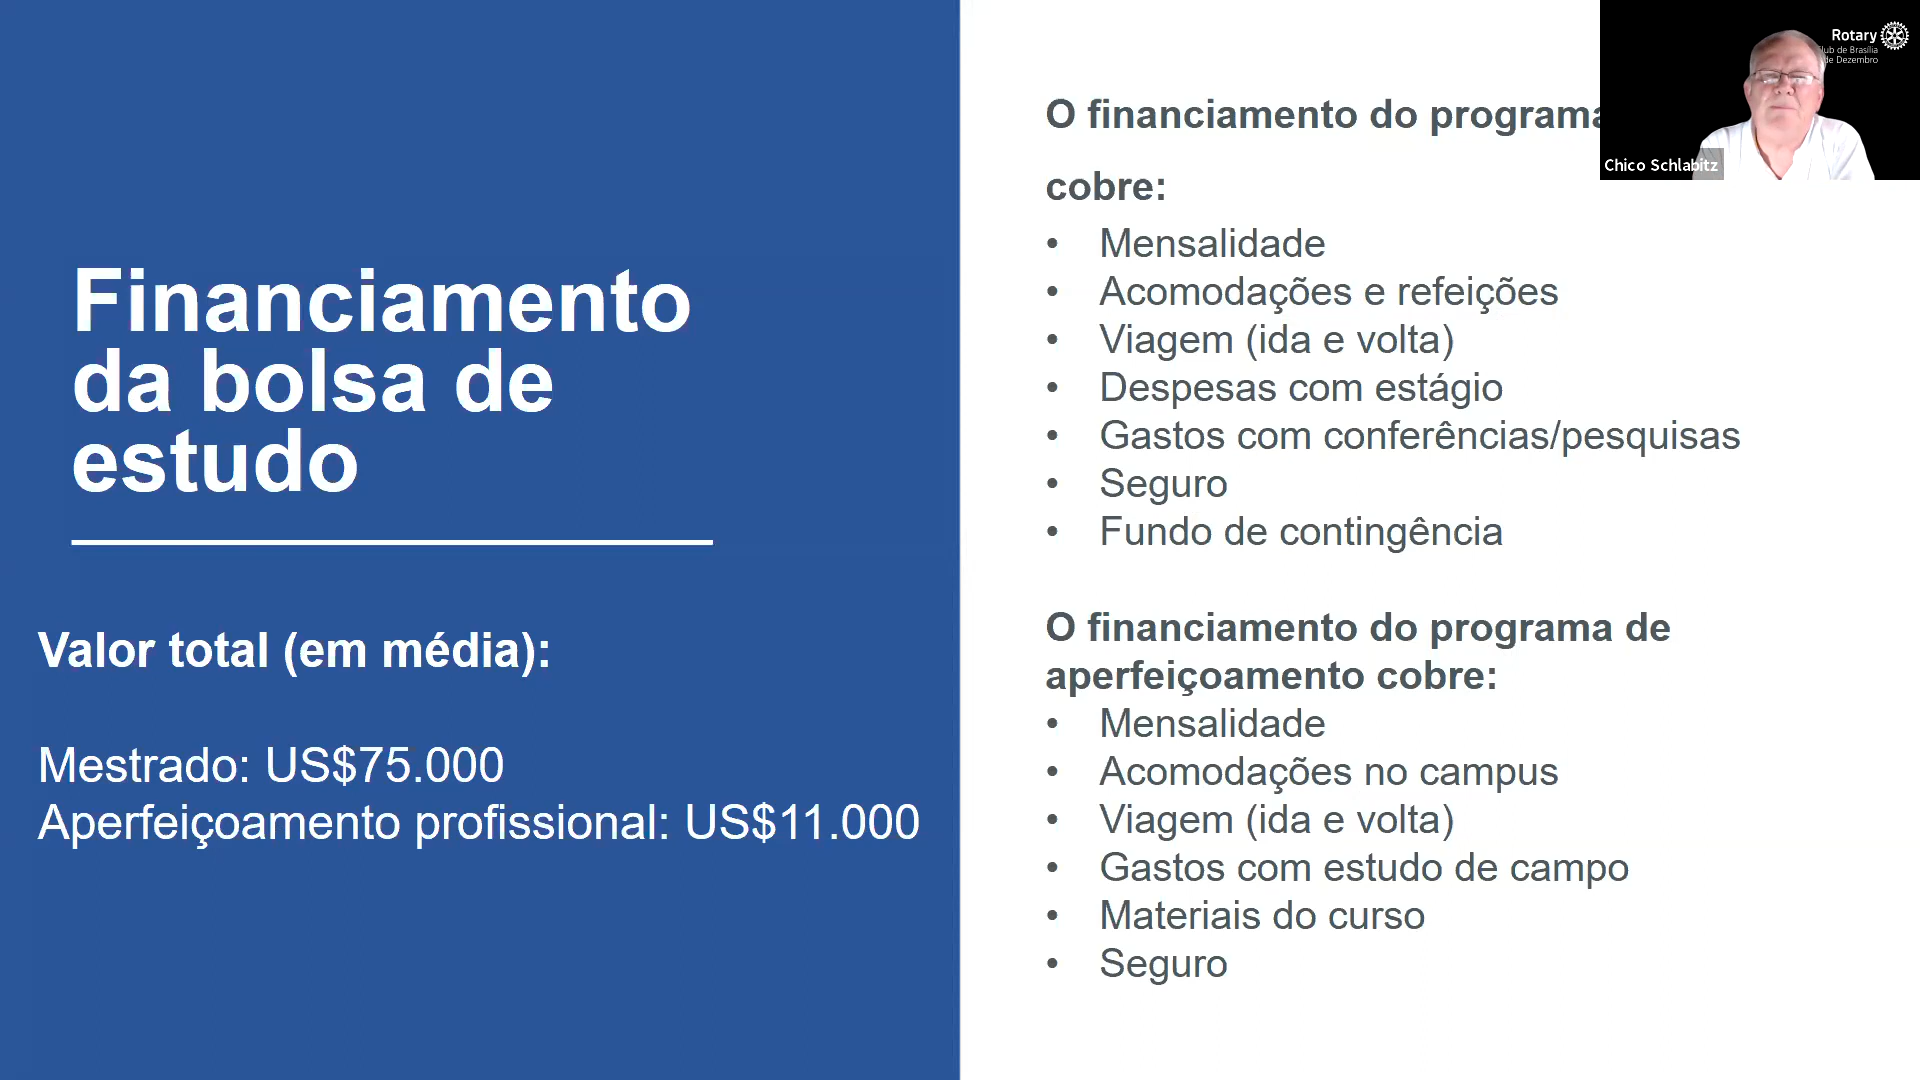 Financiamento
da bolsa de
estudo
Valor total (em média):
Mestrado: US$75.000
Aperfeiçoamento profissional: US$11.000
O financiamento do programa
cobre:
• Mensalidade
• Acomodações e refeições
• Viagem (ida e volta)
• Despesas com estágio
• Gastos com conferências/pesquisas
• Seguro
• Fundo de contingência
O financiamento do programa de
aperfeiçoamento cobre:
• Mensalidade
• Acomodações no campus
• Viagem (ida e volta)
• Gastos com estudo de campo
• Materiais do curso
• Seguro
Rotary
de Brasília
de Dezembro
Chico Schlabitz